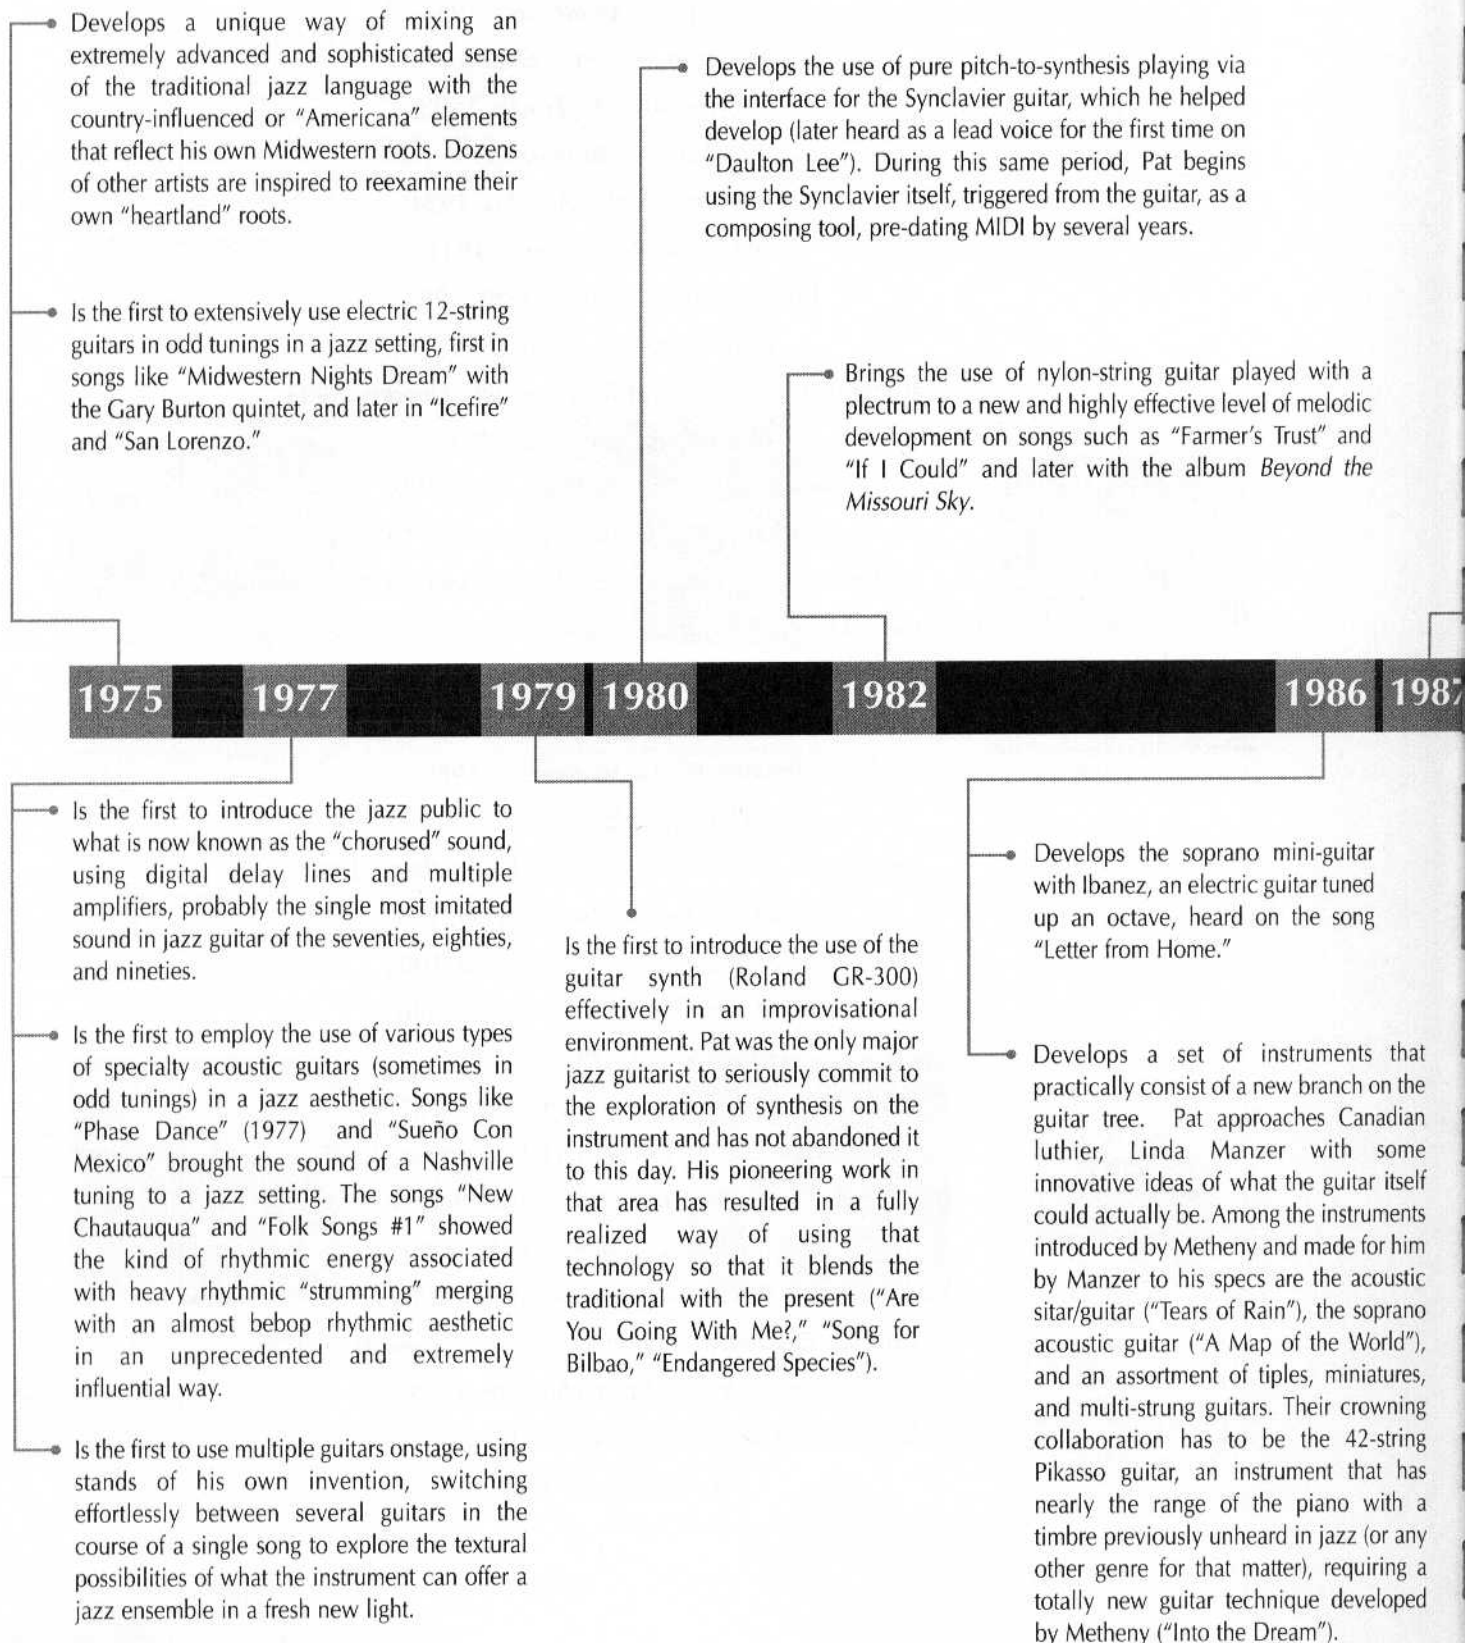 Develops a unique way of mixing an
extremely advanced and sophisticated sense
of the traditional jazz language with the
country-influenced or “Americana” elements
that reflect his own Midwestern roots. Dozens
of other artists are inspired to reexamine their
own “heartland” roots.
Is the first to extensively use electric 12-string
guitars in odd tunings in a jazz setting, first in
songs like “Midwestern Nights Dream” with
the Gary Burton quintet, and later in “Icefire”
and “San Lorenzo.”
Develops the use of pure pitch-to-synthesis playing via
the interface for the Synclavier guitar, which he helped
develop (later heard as a lead voice for the first time on
“Daulton Lee”). During this same period, Pat begins
using the Synclavier itself, triggered from the guitar, as a
composing tool, pre-dating MIDI by several years.
Brings the use of nylon-string guitar played with a
plectrum to a new and highly effective level of melodic
development on songs such as “Farmer’s Trust” and
“If I Could” and later with the album Beyond the
Missouri Sky.
1975 1977 1979 1980 1982 1986 1987
Is the first to introduce the jazz public to
what is now known as the “chorused” sound,
using digital delay lines and multiple
amplifiers, probably the single most imitated
sound in jazz guitar of the seventies, eighties,
and nineties.
Is the first to employ the use of various types
of specialty acoustic guitars (sometimes in
odd tunings) in a jazz aesthetic. Songs like
“Phase Dance” (1977) and “Sueño Con
Mexico” brought the sound of a Nashville
tuning to a jazz setting. The songs “New
Chautauqua” and “Folk Songs #1” showed
the kind of rhythmic energy associated
with heavy rhythmic “strumming” merging
with an almost bebop rhythmic aesthetic
in an unprecedented and extremely
influential way.
Is the first to use multiple guitars onstage, using
stands of his own invention, switching
effortlessly between several guitars in the
course of a single song to explore the textural
possibilities of what the instrument can offer a
jazz ensemble in a fresh new light.
Is the first to introduce the use of the
guitar synth (Roland GR-300)
effectively in an improvisational
environment. Pat was the only major
jazz guitarist to seriously commit to
the exploration of synthesis on the
instrument and has not abandoned it
to this day. His pioneering work in
that area has resulted in a fully
realized way of using that
technology so that it blends the
traditional with the present (“Are
You Going With Me?,” “Song for
Bilbao,” “Endangered Species”).
Develops the soprano mini-guitar
with Ibanez, an electric guitar tuned
up an octave, heard on the song
“Letter from Home.”
Develops a set of instruments that
practically consist of a new branch on the
guitar tree. Pat approaches Canadian
luthier, Linda Manzer with some
innovative ideas of what the guitar itself
could actually be. Among the instruments
introduced by Metheny and made for him
by Manzer to his specs are the acoustic
sitar/guitar (“Tears of Rain”), the soprano
acoustic guitar (“A Map of the World”),
and an assortment of tiples, miniatures,
and multi-strung guitars. Their crowning
collaboration has to be the 42-string
Pikasso guitar, an instrument that has
nearly the range of the piano with a
timbre previously unheard in jazz (or any
other genre for that matter), requiring a
totally new guitar technique developed
by Metheny (“Into the Dream”).